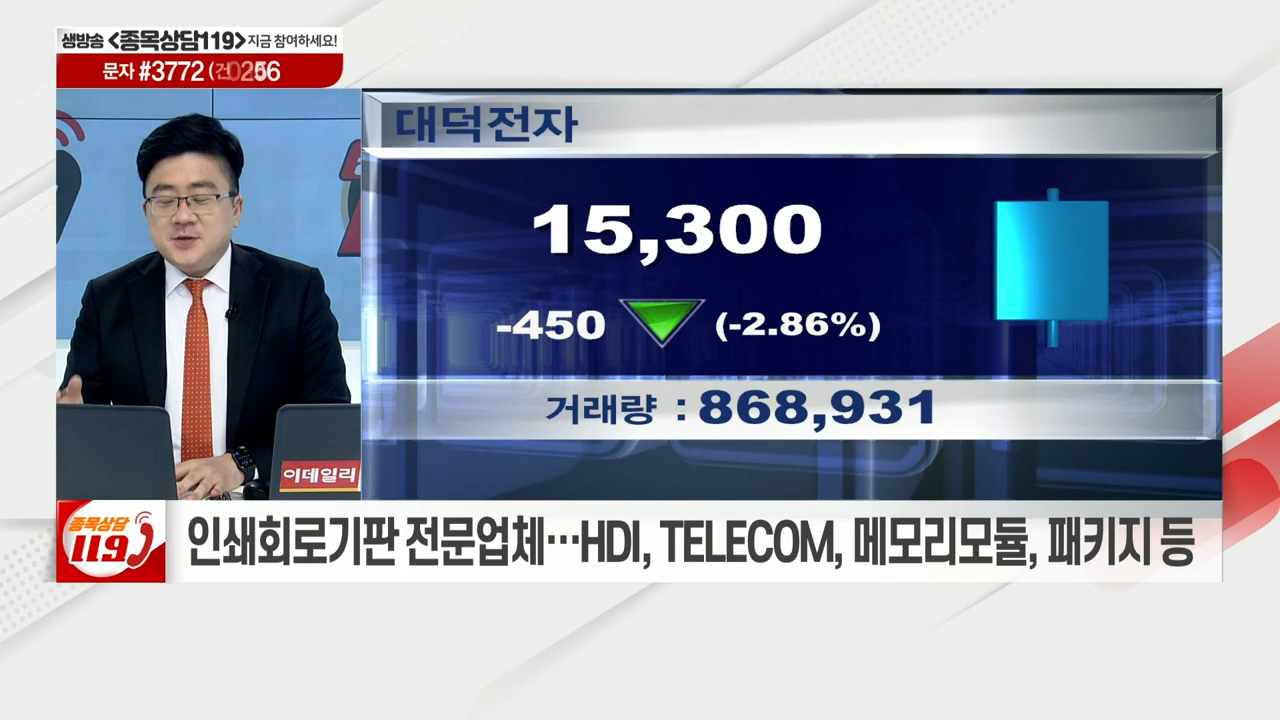 생방송 <종목상담119> 지금 참여하세요!
문자 #3772
대덕전자
15,300
-450 (-2.86%)
거래량 : 868,931
이데일리
종목상담
119
인쇄회로기판 전문업체…HDI, TELECOM, 메모리모듈, 패키지 등